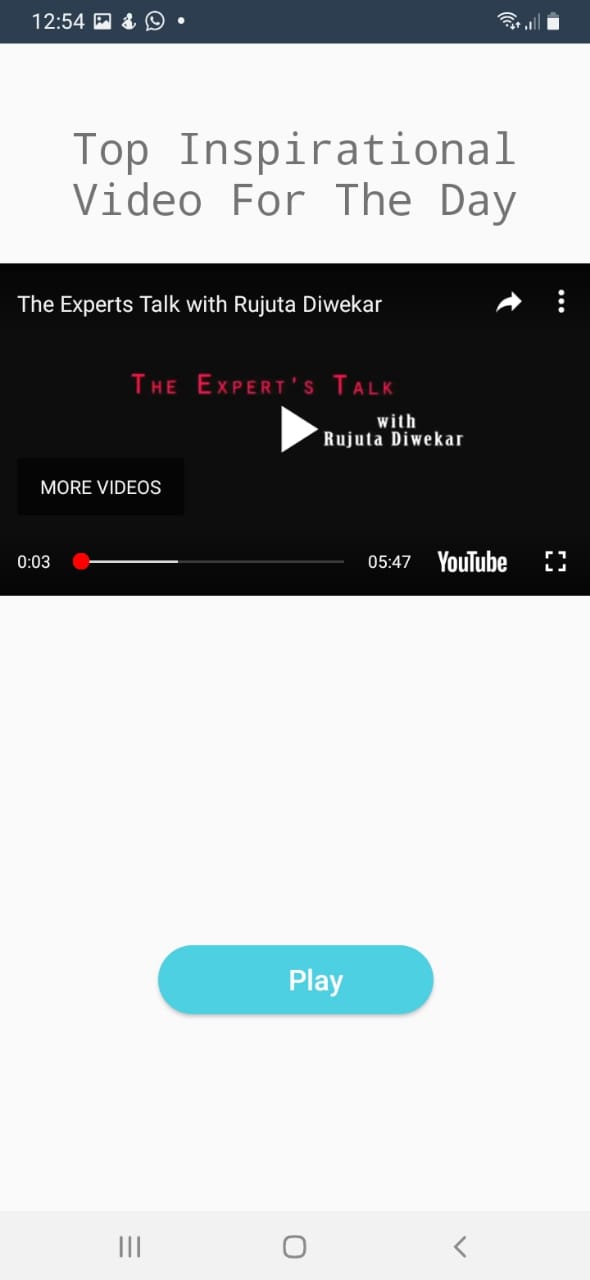 12:54
Top Inspirational
Video For The Day
The Experts Talk with Rujuta Diwekar
THE EXPERT'S TALK
with
Rujuta Diwekar
MORE VIDEOS
0:03 05:47 YouTube
Play